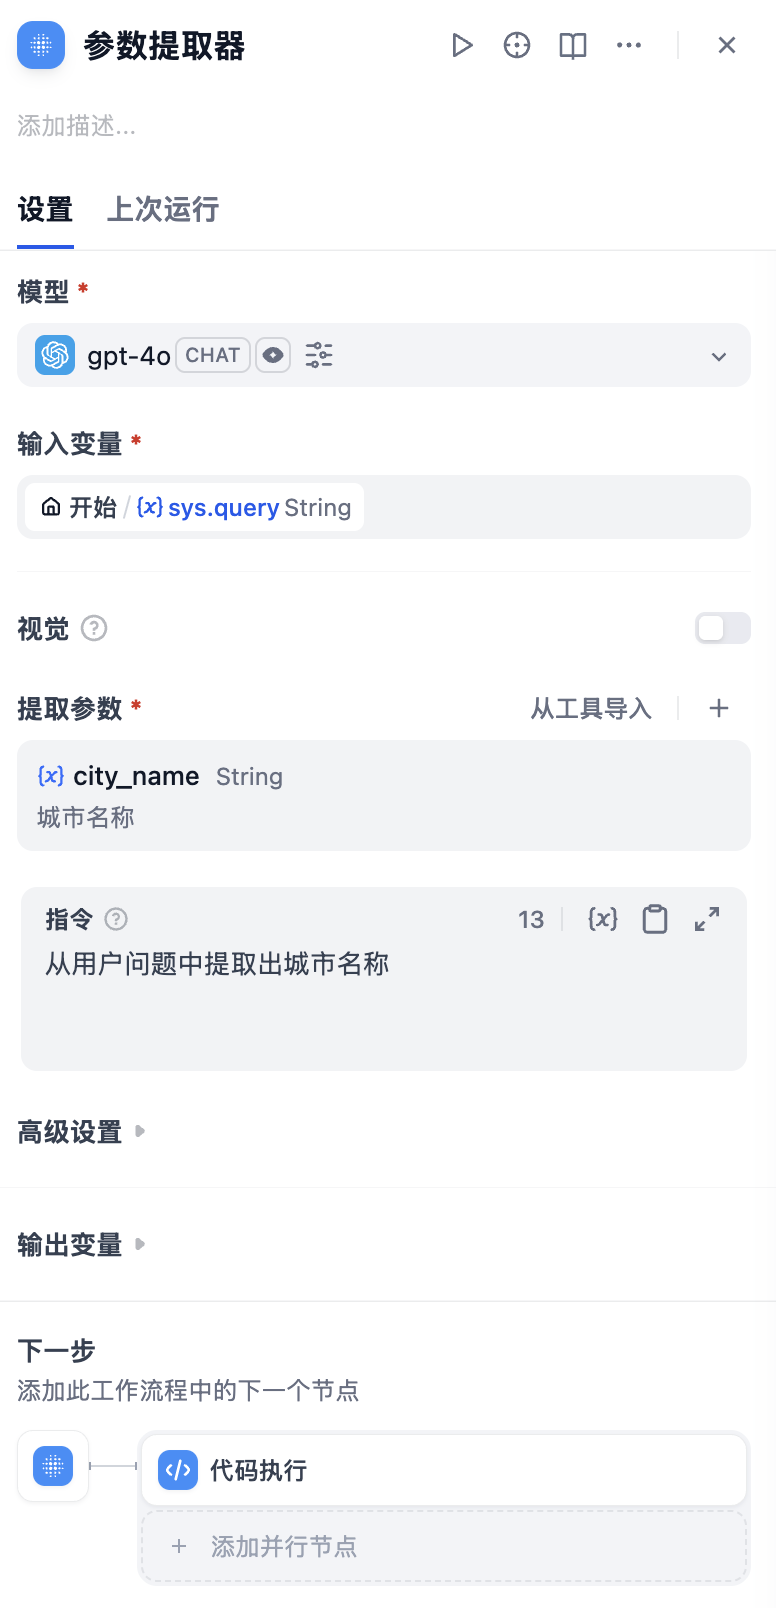 参数提取器
添加描述...
设置 上次运行
模型 *
gpt-4o CHAT
输入变量 *
开始 / {x} sys.query String
视觉
提取参数 * 从工具导入
{x} city_name String
城市名称
指令 13 {x}
从用户问题中提取出城市名称
高级设置
输出变量
下一步
添加此工作流程中的下一个节点
代码执行
+ 添加并行节点